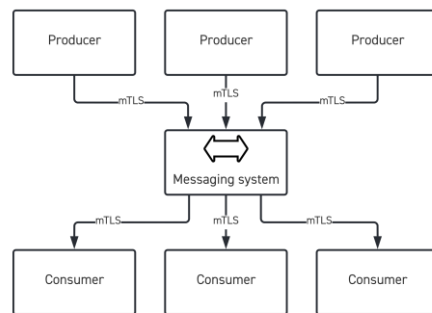 Producer
Producer
Producer
mTLS
mTLS
mTLS
Messaging system
mTLS
mTLS
mTLS
Consumer
Consumer
Consumer